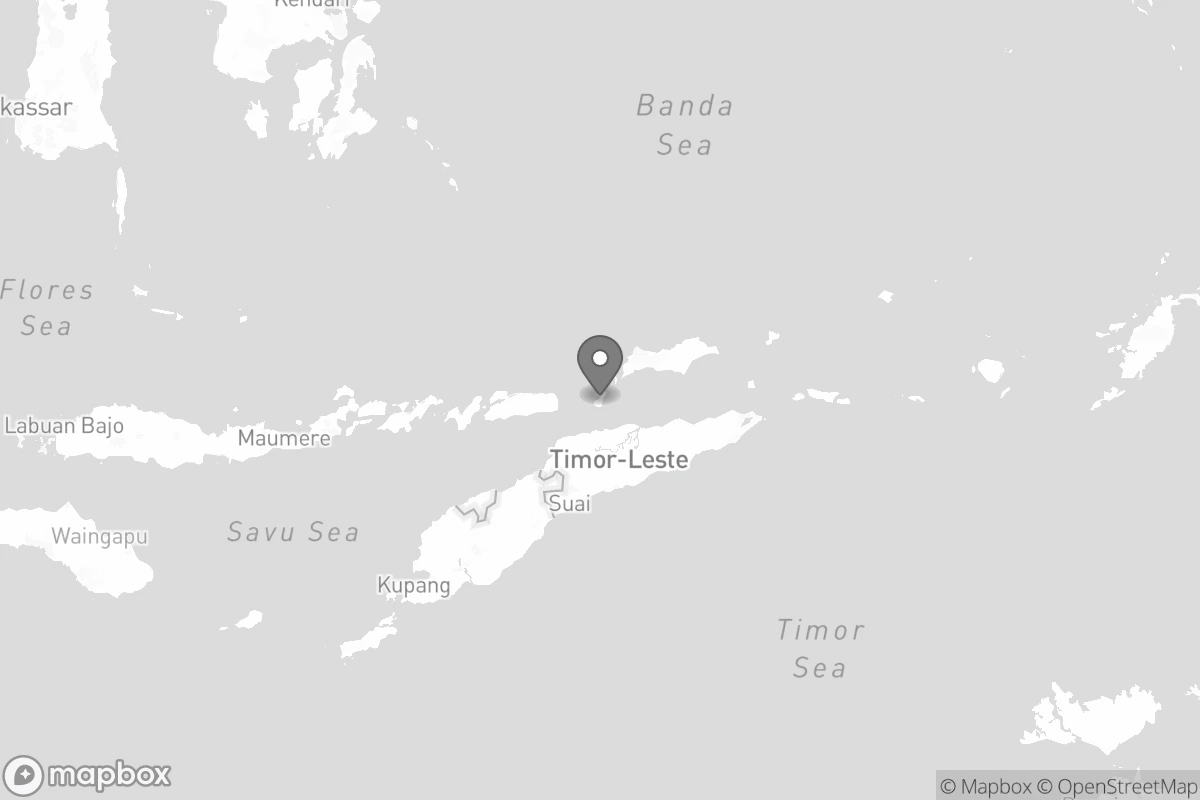 Kendari
kassar
Banda
Sea
Flores
Sea
Labuan Bajo
Maumere
Timor-Leste
Suai
Waingapu
Savu Sea
Kupang
Timor
Sea
mapbox
© Mapbox © OpenStreetMap